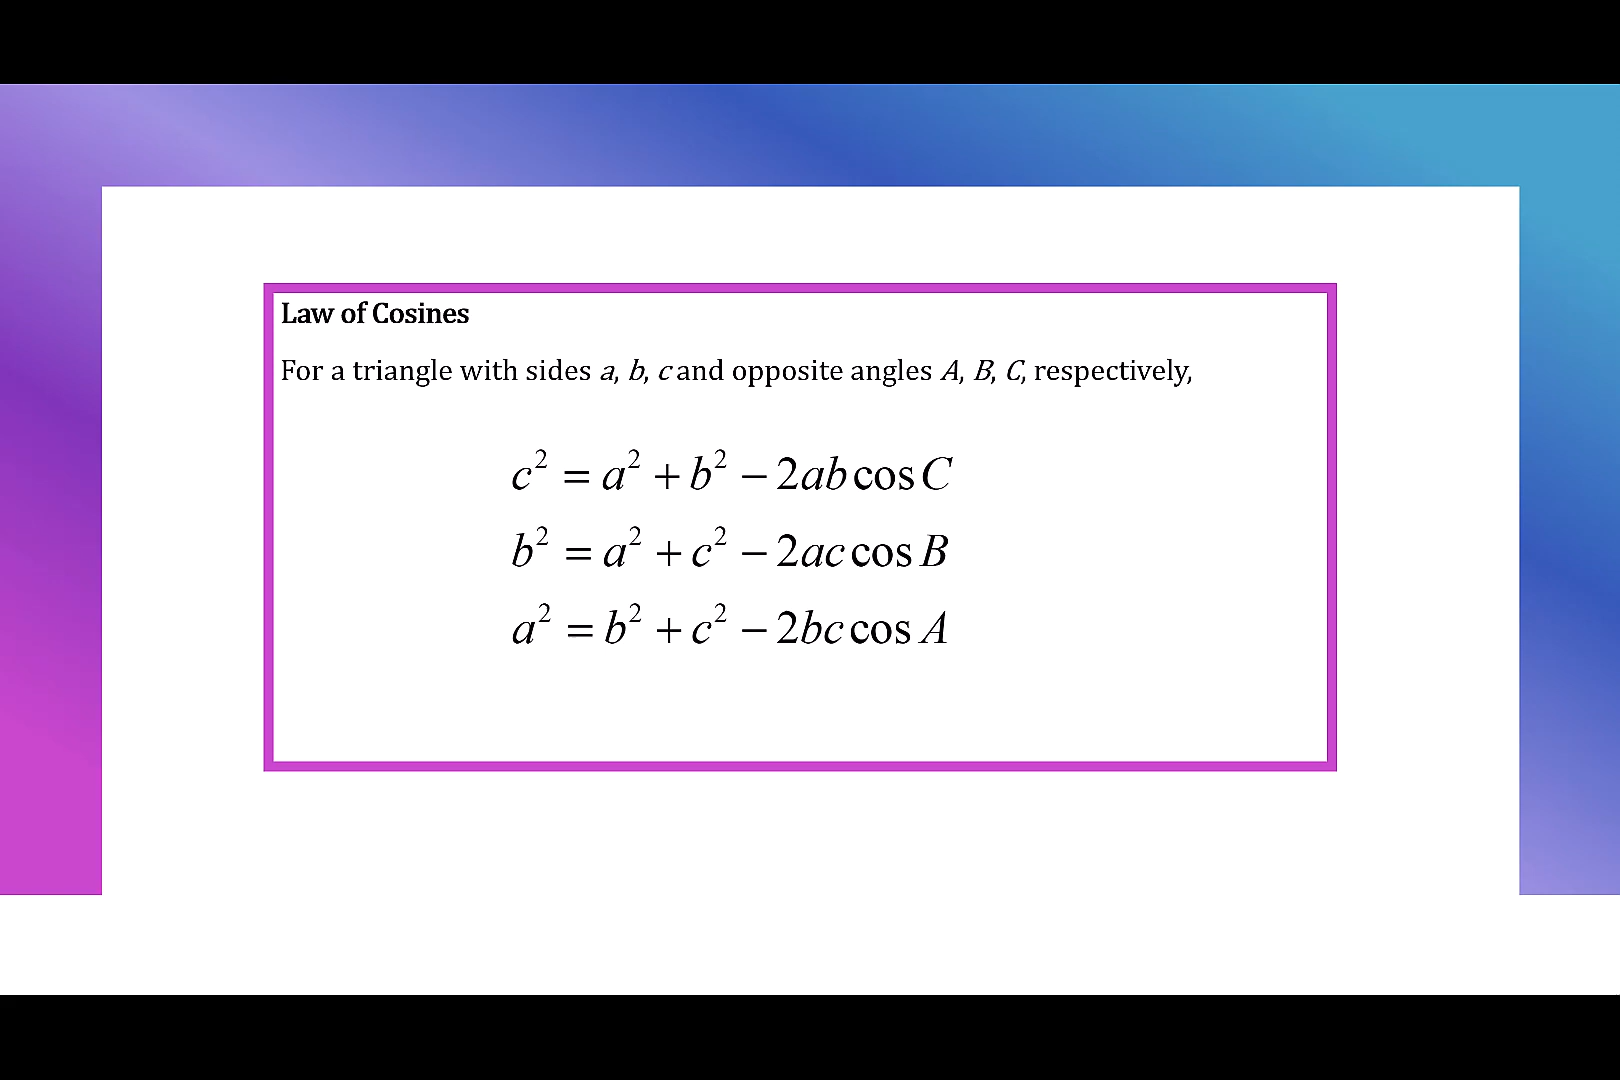 Law of Cosines
For a triangle with sides a, b, c and opposite angles A, B, C, respectively,
c² = a² + b² − 2ab cos C
b² = a² + c² − 2ac cos B
a² = b² + c² − 2bc cos A